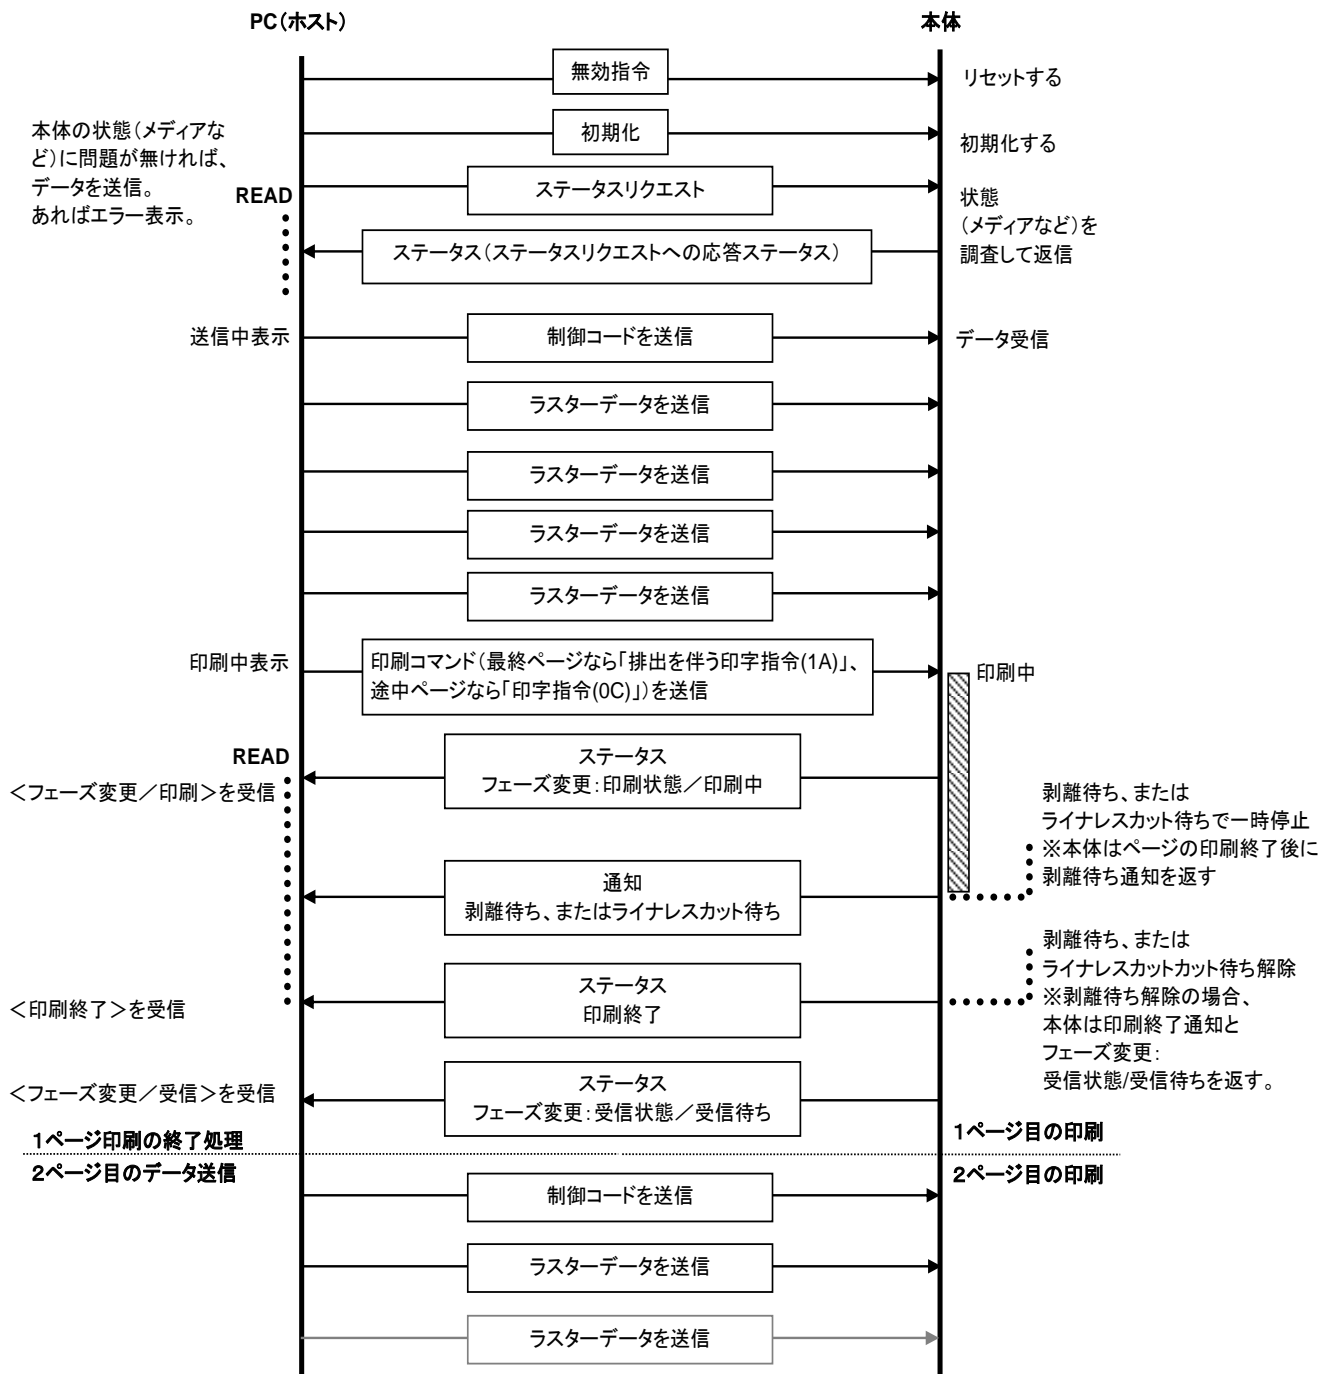 PC（ホスト）
本体
無効指令
リセットする
本体の状態（メディアな
ど）に問題が無ければ、
データを送信。
あればエラー表示。
初期化
初期化する
READ
ステータスリクエスト
状態
（メディアなど）を
調査して返信
ステータス（ステータスリクエストへの応答ステータス）
送信中表示
制御コードを送信
データ受信
ラスターデータを送信
ラスターデータを送信
ラスターデータを送信
ラスターデータを送信
印刷中表示
印刷コマンド（最終ページなら「排出を伴う印字指令(1A)」、
途中ページなら「印字指令(0C)」）を送信
印刷中
READ
ステータス
フェーズ変更：印刷状態／印刷中
＜フェーズ変更／印刷＞を受信
剥離待ち、または
ライナレスカット待ちで一時停止
※本体はページの印刷終了後に
剥離待ち通知を返す
通知
剥離待ち、またはライナレスカット待ち
剥離待ち、または
ライナレスカットカット待ち解除
※剥離待ち解除の場合、
本体は印刷終了通知と
フェーズ変更：
受信状態/受信待ちを返す。
ステータス
印刷終了
＜印刷終了＞を受信
ステータス
フェーズ変更：受信状態／受信待ち
＜フェーズ変更／受信＞を受信
1ページ印刷の終了処理
1ページ目の印刷
2ページ目のデータ送信
2ページ目の印刷
制御コードを送信
ラスターデータを送信
ラスターデータを送信